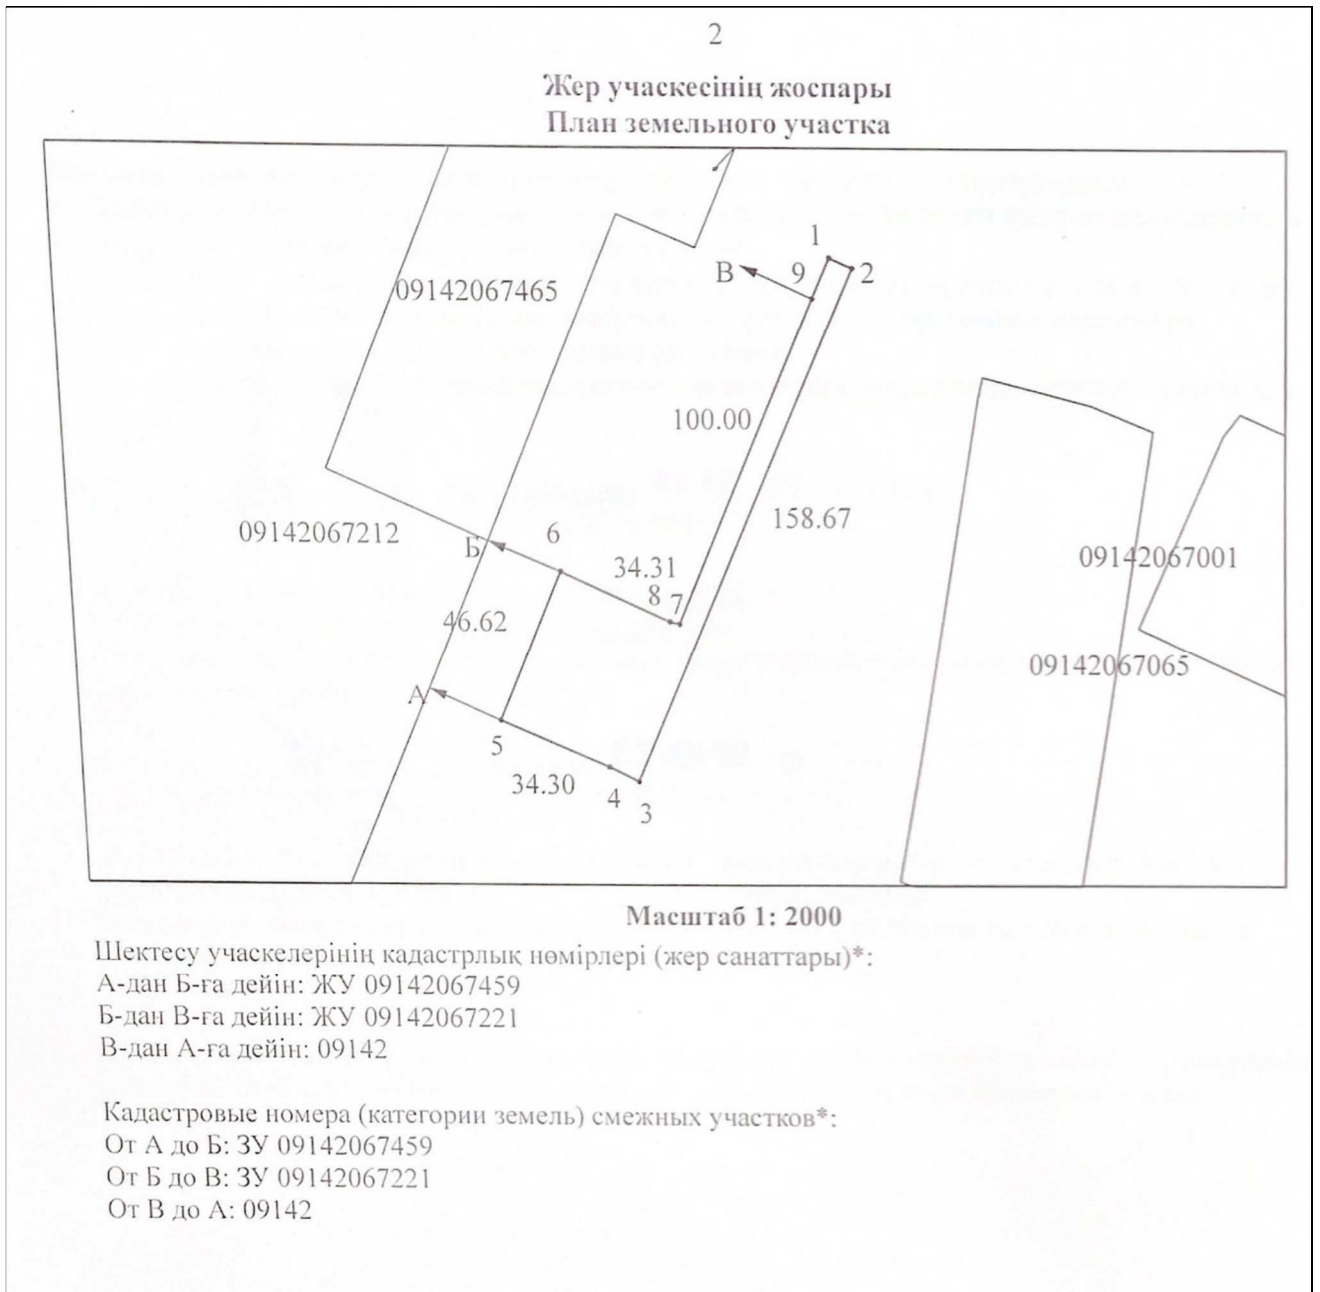 2
Жер учаскесінің жоспары
План земельного участка
1
В
9
2
09142067465
100.00
158.67
6
09142067212
Б
34.31
09142067001
8
7
46.62
09142067065
А
5
34.30
4
3
Масштаб 1: 2000
Шектесу учаскелерінің кадастрлық нөмірлері (жер санаттары)*:
А-дан Б-ға дейін: ЖУ 09142067459
Б-дан В-ға дейін: ЖУ 09142067221
В-дан А-ға дейін: 09142
Кадастровые номера (категории земель) смежных участков*:
От А до Б: ЗУ 09142067459
От Б до В: ЗУ 09142067221
От В до А: 09142